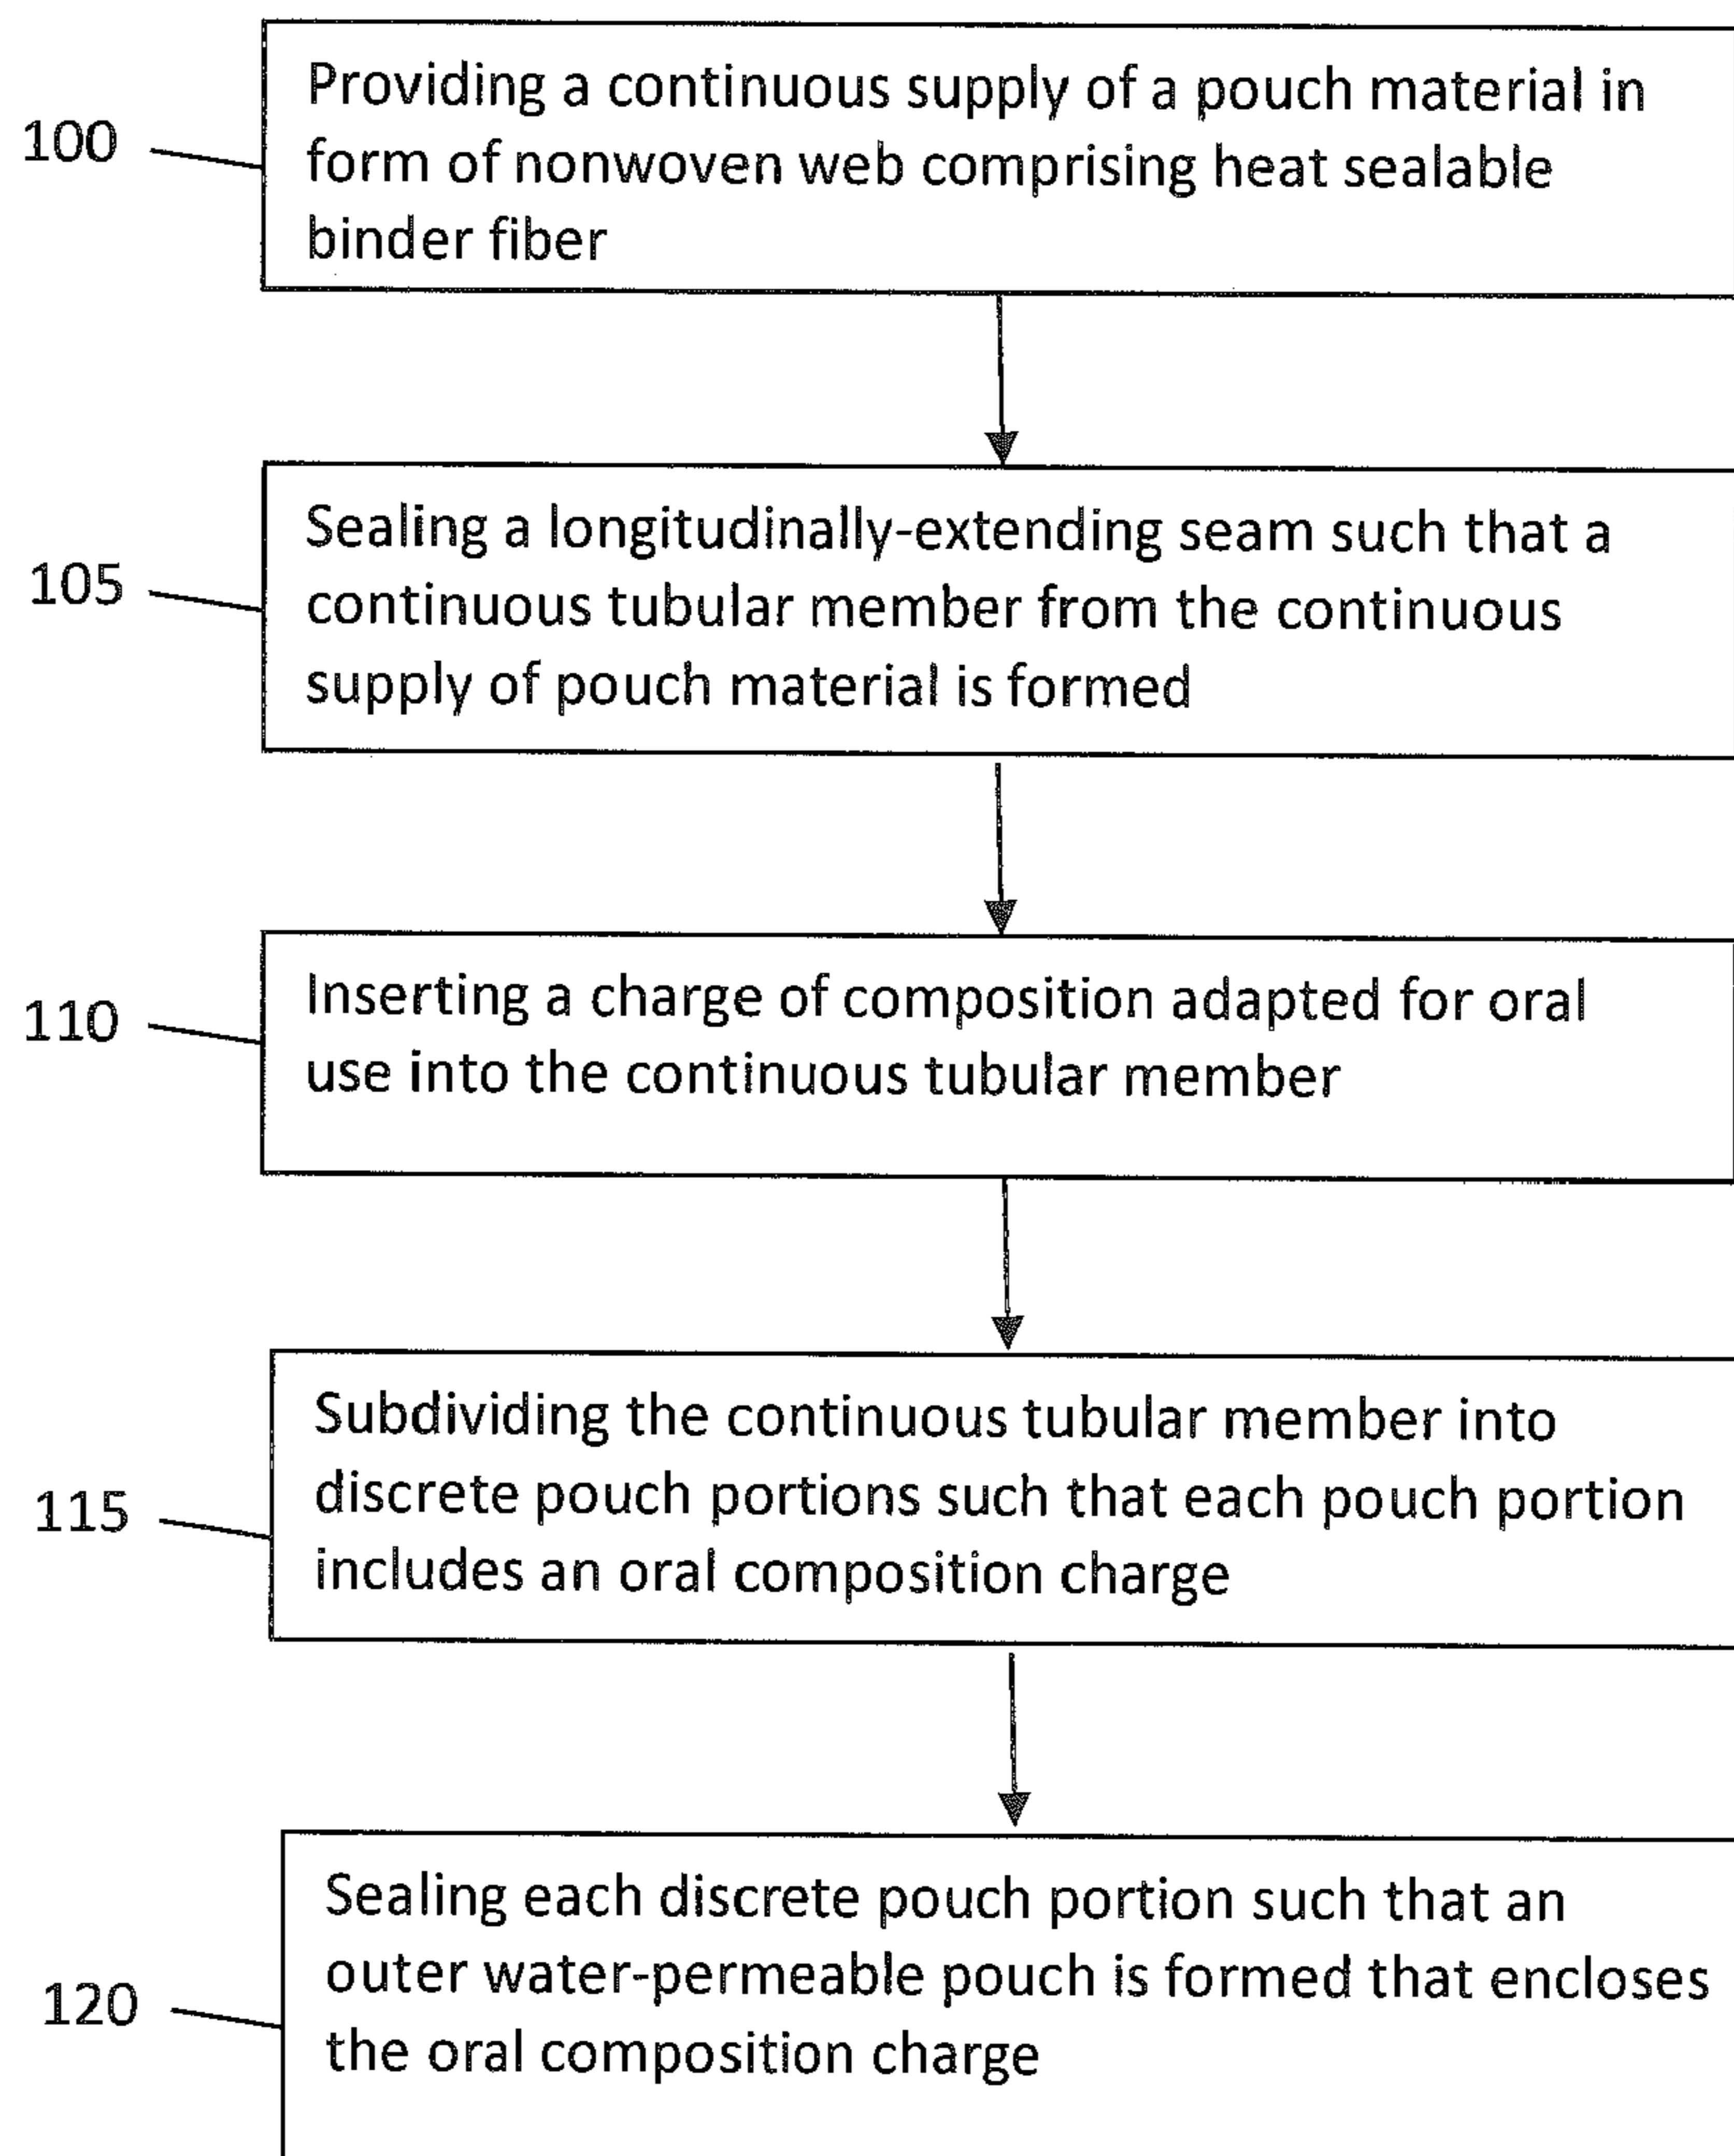 Providing a continuous supply of a pouch material in
100
form of nonwoven web comprising heat sealable
binder fiber
Sealing a longitudinally-extending seam such that a
105
continuous tubular member from the continuous
supply of pouch material is formed
Inserting a charge of composition adapted for oral
110
use into the continuous tubular member
Subdividing the continuous tubular member into
115
discrete pouch portions such that each pouch portion
includes an oral composition charge
Sealing each discrete pouch portion such that an
outer water-permeable pouch is formed that encloses
120
the oral composition charge